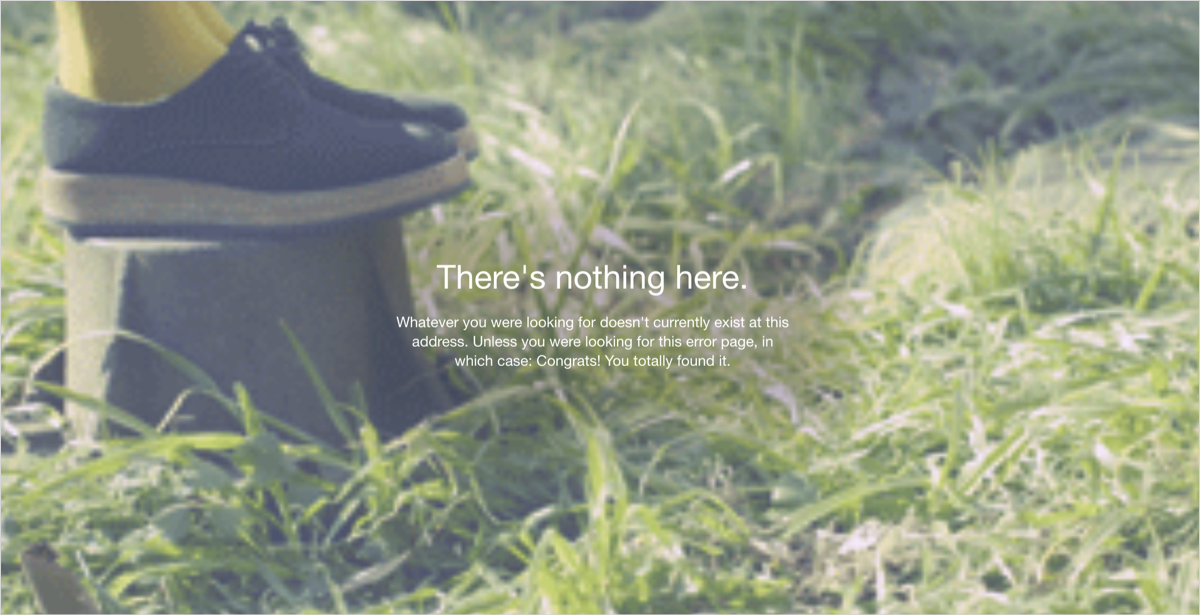 There's nothing here.
Whatever you were looking for doesn't currently exist at this
address. Unless you were looking for this error page, in
which case: Congrats! You totally found it.